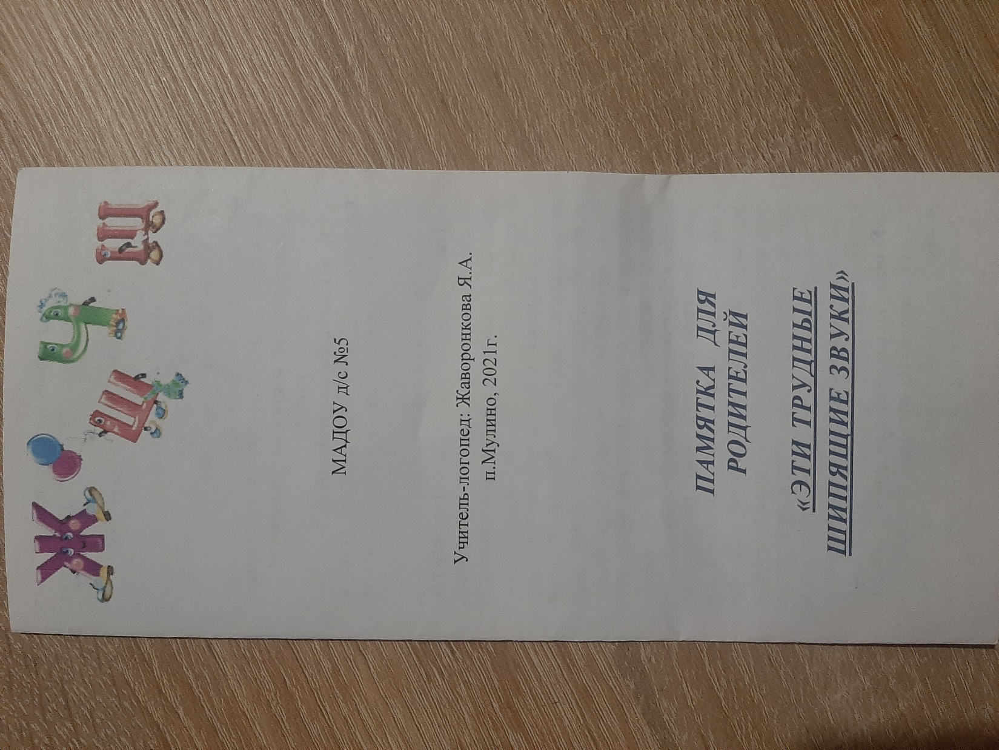 Ж Ш Ч Щ
МАДОУ д/с №5
Учитель-логопед: Жаворонкова Я.А.
п.Мулино, 2021г.
ПАМЯТКА ДЛЯ
РОДИТЕЛЕЙ
«ЭТИ ТРУДНЫЕ
ШИПЯЩИЕ ЗВУКИ»